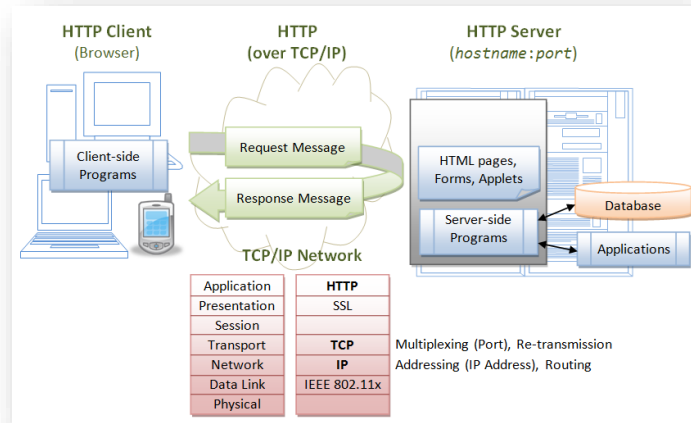 HTTP Client
(Browser)
HTTP
(over TCP/IP)
HTTP Server
(hostname:port)
Client-side
Programs
Request Message
Response Message
HTML pages,
Forms, Applets
Server-side
Programs
Database
Applications
TCP/IP Network
Application HTTP
Presentation SSL
Session
Transport TCP Multiplexing (Port), Re-transmission
Network IP Addressing (IP Address), Routing
Data Link IEEE 802.11x
Physical